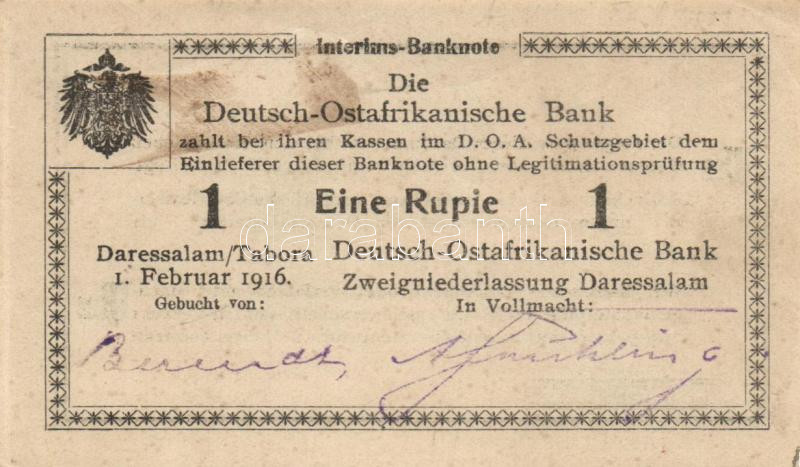 Interims-Banknote
Die
Deutsch-Ostafrikanische Bank
zahlt bei ihren Kassen im D. O. A. Schutzgebiet dem
Einlieferer dieser Banknote ohne Legitimationsprüfung
1 Eine Rupie 1
darabanth
Daressalam/Tabora
1. Februar 1916.
Gebucht von:
Deutsch-Ostafrikanische Bank
Zweigniederlassung Daressalam
In Vollmacht:
Berendt,